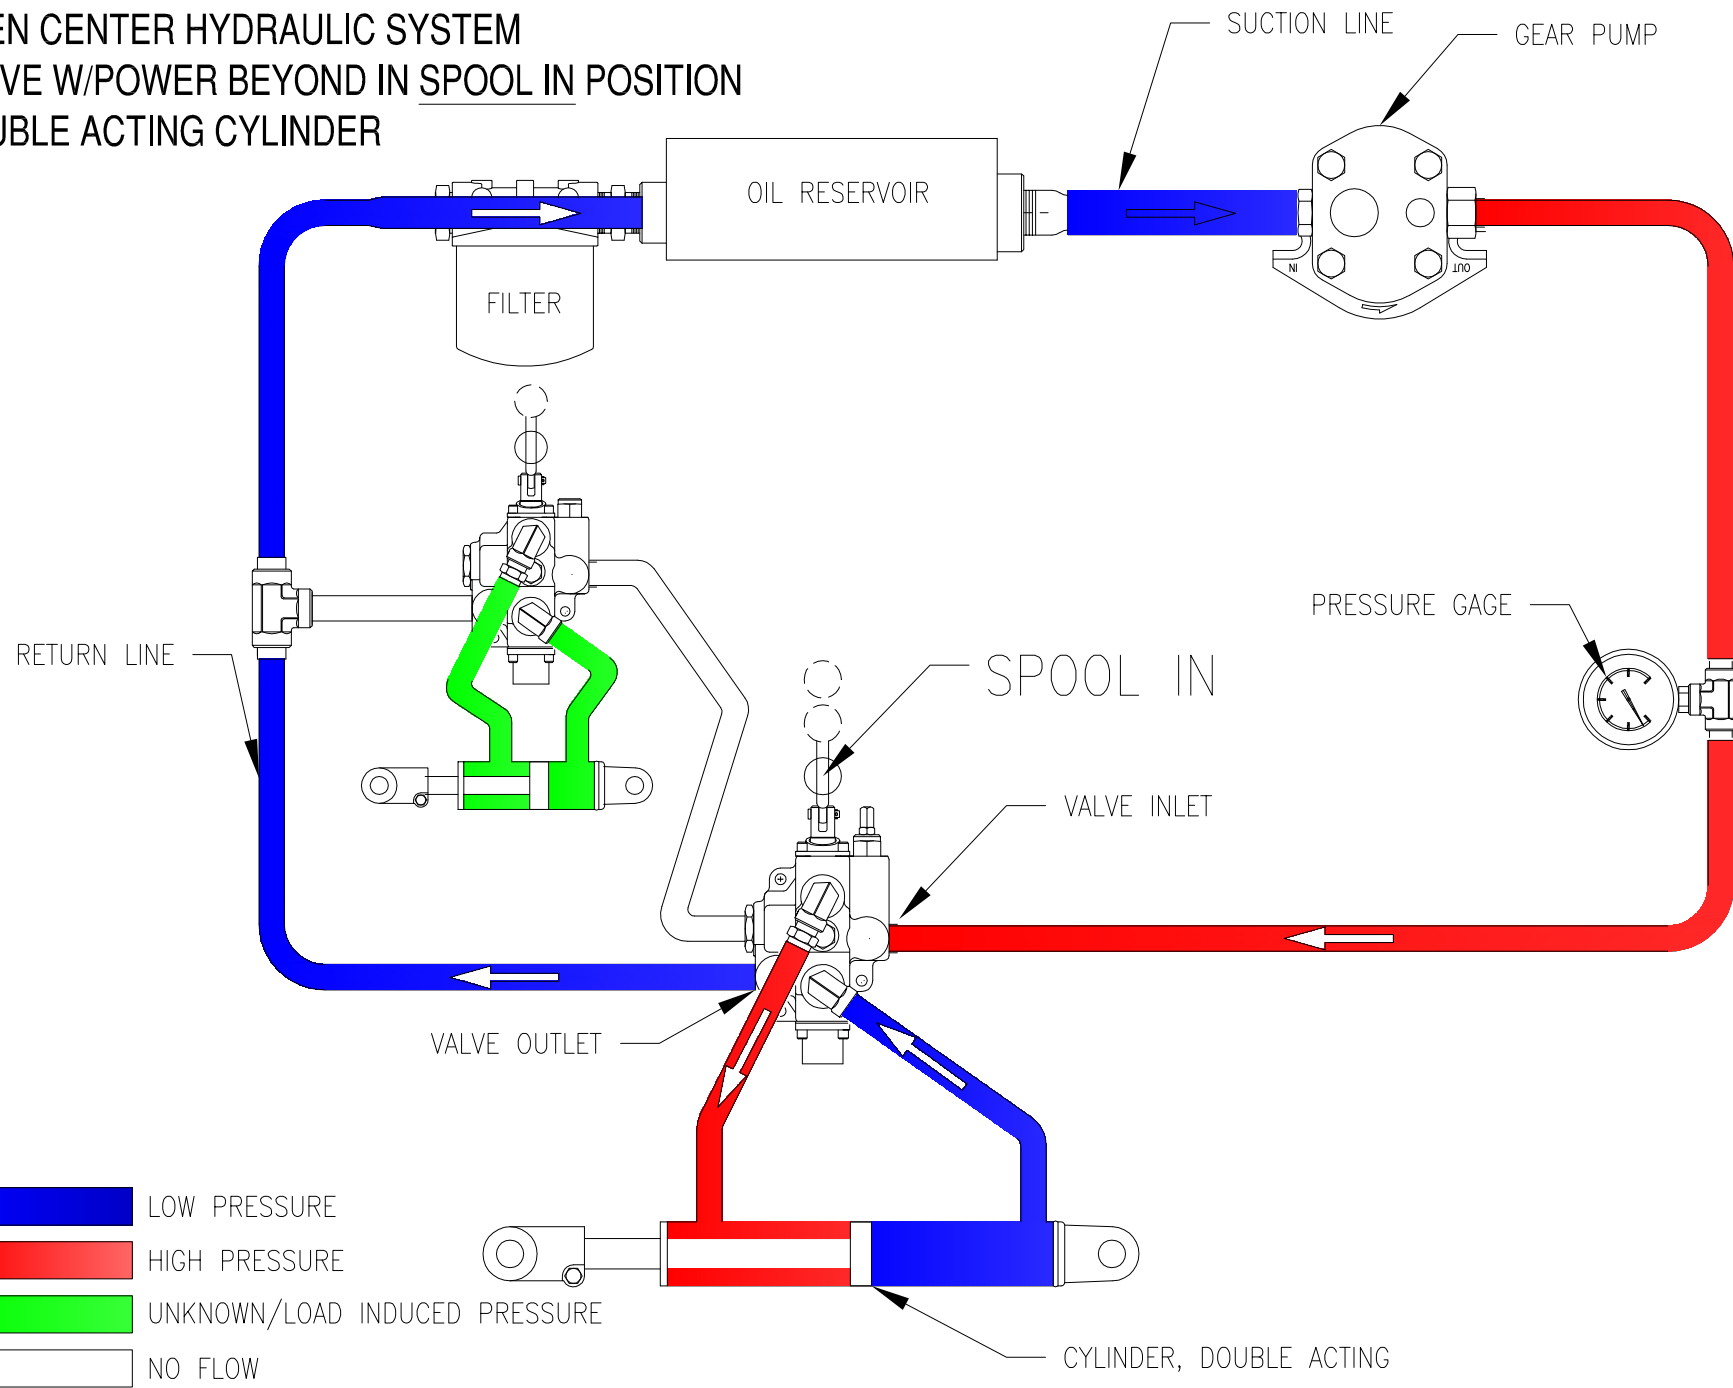 EN CENTER HYDRAULIC SYSTEM
VE W/POWER BEYOND IN SPOOL IN POSITION
UBLE ACTING CYLINDER
SUCTION LINE
GEAR PUMP
OIL RESERVOIR
IN
OUT
FILTER
PRESSURE GAGE
RETURN LINE
SPOOL IN
VALVE INLET
VALVE OUTLET
LOW PRESSURE
HIGH PRESSURE
UNKNOWN/LOAD INDUCED PRESSURE
NO FLOW
CYLINDER, DOUBLE ACTING